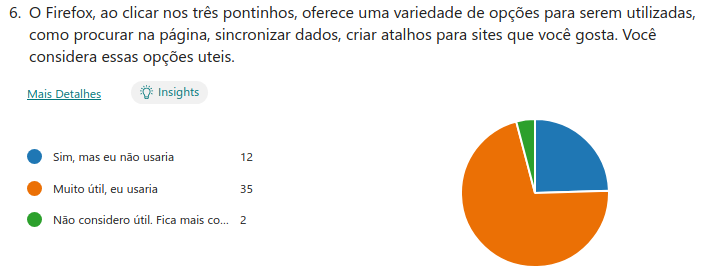 6. O Firefox, ao clicar nos três pontinhos, oferece uma variedade de opções para serem utilizadas,
como procurar na página, sincronizar dados, criar atalhos para sites que você gosta. Você
considera essas opções uteis.
Mais Detalhes
Insights
Sim, mas eu não usaria 12
Muito útil, eu usaria 35
Não considero útil. Fica mais co... 2